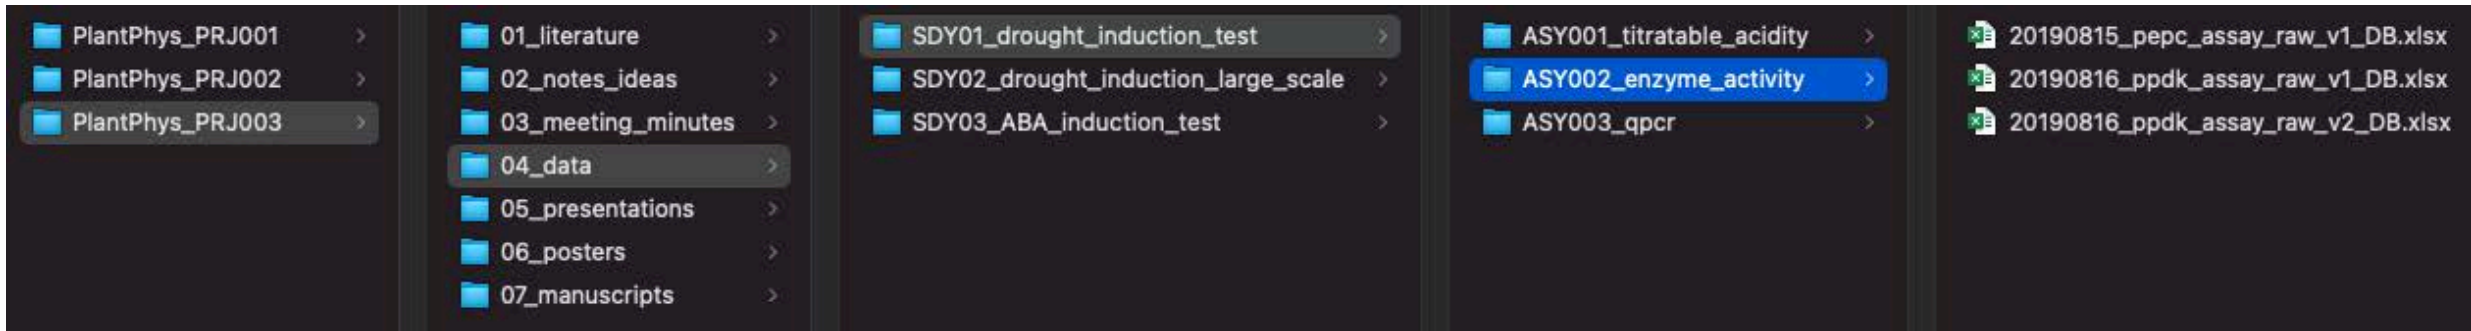 PlantPhys_PRJ001
PlantPhys_PRJ002
PlantPhys_PRJ003
01_literature
02_notes_ideas
03_meeting_minutes
04_data
05_presentations
06_posters
07_manuscripts
SDY01_drought_induction_test
SDY02_drought_induction_large_scale
SDY03_ABA_induction_test
ASY001_titratable_acidity
ASY002_enzyme_activity
ASY003_qpcr
20190815_pepc_assay_raw_v1_DB.xlsx
20190816_ppdk_assay_raw_v1_DB.xlsx
20190816_ppdk_assay_raw_v2_DB.xlsx